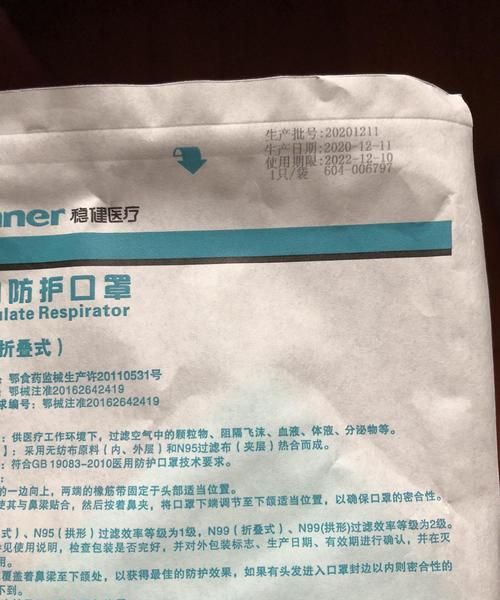 生产批号:20201211
生产日期:2020-12-11
使用期限:2022-12-10
1只/袋 604-006797
nner 稳健医疗
防护口罩
ulate Respirator
折叠式）
：鄂食药监械生产许20110531号
：鄂械注准20162642419
求编号：鄂械注准20162642419
：供医疗工作环境下，过滤空气中的颗粒物、阻隔飞沫、血液、体液、分泌物等。
】：采用无纺布原料（内、外层）和N95过滤布（夹层）热合而成。
：符合GB 19083-2010医用防护口罩技术要求。
：
的一边向上，两端的橡筋带固定于头部适当位置。
使其与鼻梁贴合，然后按着鼻夹，将口罩下端调节至下颌适当位置，以确保口罩的密合性。
式）、N95（拱形）过滤效率等级为1级，N99（折叠式）、N99(拱形)过滤效率等级为2级。
见使用说明，检查包装是否完好，并对外包装标志、生产日期、有效期进行确认，并在灭
用。
覆盖着鼻梁至下颌处，以获得最佳的防护效果，如果有头发进入口罩封边以内则密合性的
不到。